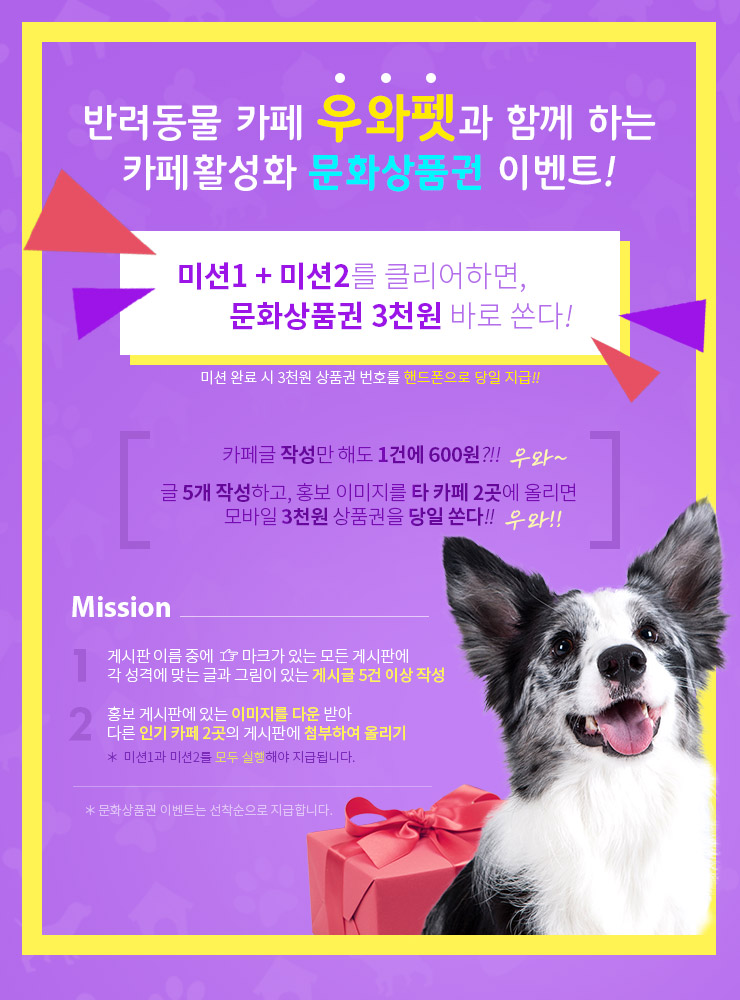 반려동물 카페 우와펫과 함께 하는
카페활성화 문화상품권 이벤트!
미션1 + 미션2를 클리어하면,
문화상품권 3천원 바로 쏜다!
미션 완료 시 3천원 상품권 번호를 핸드폰으로 당일 지급!!
카페글 작성만 해도 1건에 600원?!! 우와~
글 5개 작성하고, 홍보 이미지를 타 카페 2곳에 올리면
모바일 3천원 상품권을 당일 쏜다!! 우와!!
Mission
1 게시판 이름 중에 ☞ 마크가 있는 모든 게시판에
각 성격에 맞는 글과 그림이 있는 게시글 5건 이상 작성
2 홍보 게시판에 있는 이미지를 다운 받아
다른 인기 카페 2곳의 게시판에 첨부하여 올리기
* 미션1과 미션2를 모두 실행해야 지급됩니다.
* 문화상품권 이벤트는 선착순으로 지급합니다.